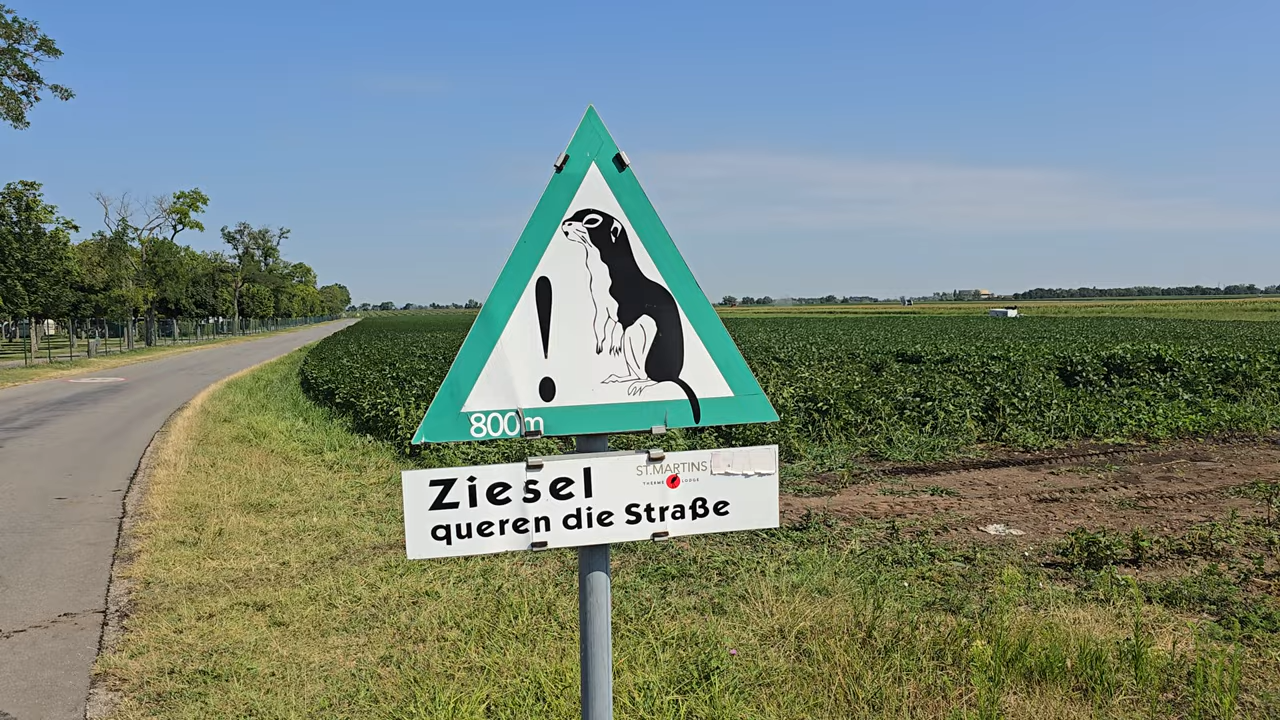 !
800m
ST.MARTINS
THERME LODGE
Ziesel
queren die Straße